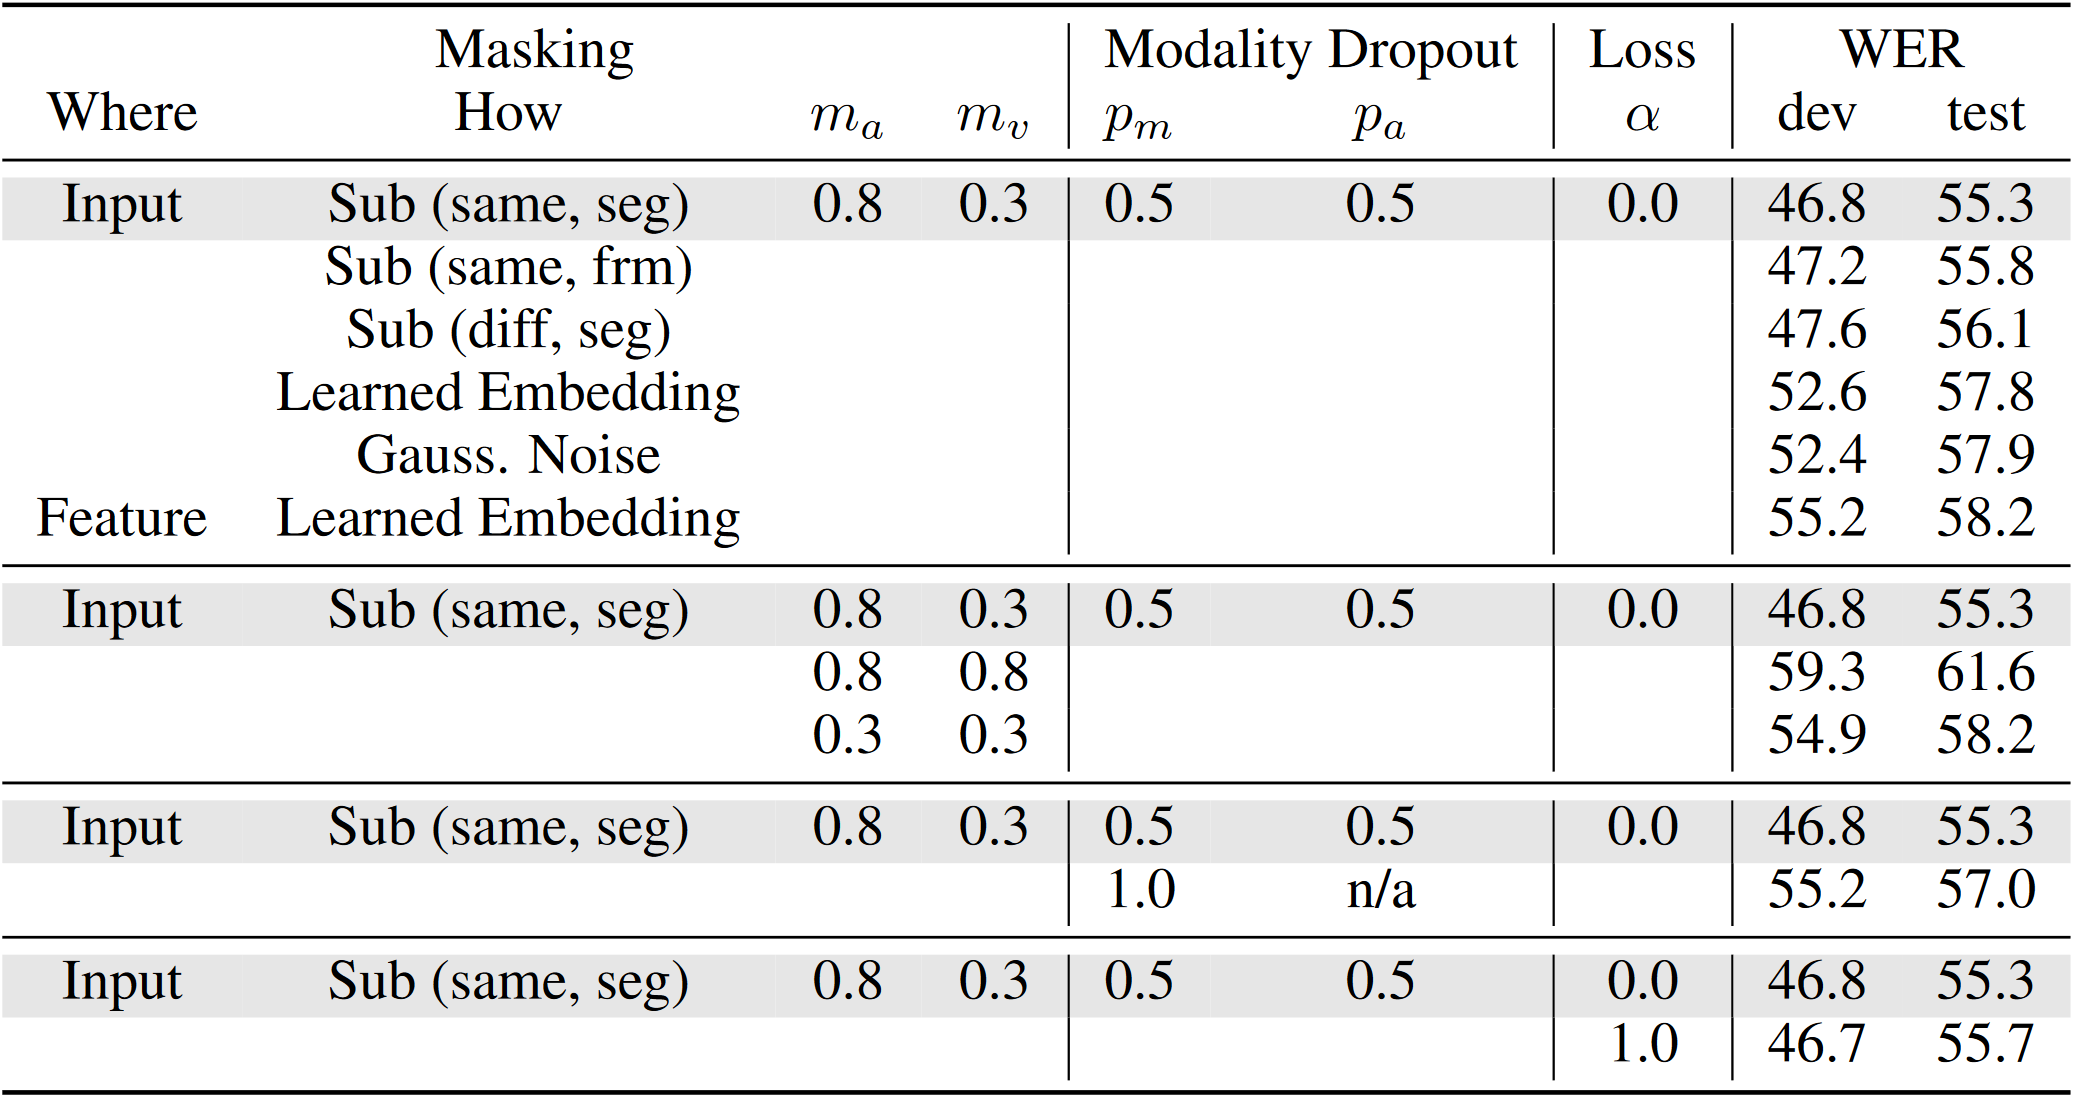 Masking Modality Dropout Loss WER
Where How mₐ mᵥ pₘ pₐ α dev test
Input Sub (same, seg) 0.8 0.3 0.5 0.5 0.0 46.8 55.3
Sub (same, frm) 47.2 55.8
Sub (diff, seg) 47.6 56.1
Learned Embedding 52.6 57.8
Gauss. Noise 52.4 57.9
Feature Learned Embedding 55.2 58.2
Input Sub (same, seg) 0.8 0.3 0.5 0.5 0.0 46.8 55.3
0.8 0.8 59.3 61.6
0.3 0.3 54.9 58.2
Input Sub (same, seg) 0.8 0.3 0.5 0.5 0.0 46.8 55.3
1.0 n/a 55.2 57.0
Input Sub (same, seg) 0.8 0.3 0.5 0.5 0.0 46.8 55.3
1.0 46.7 55.7